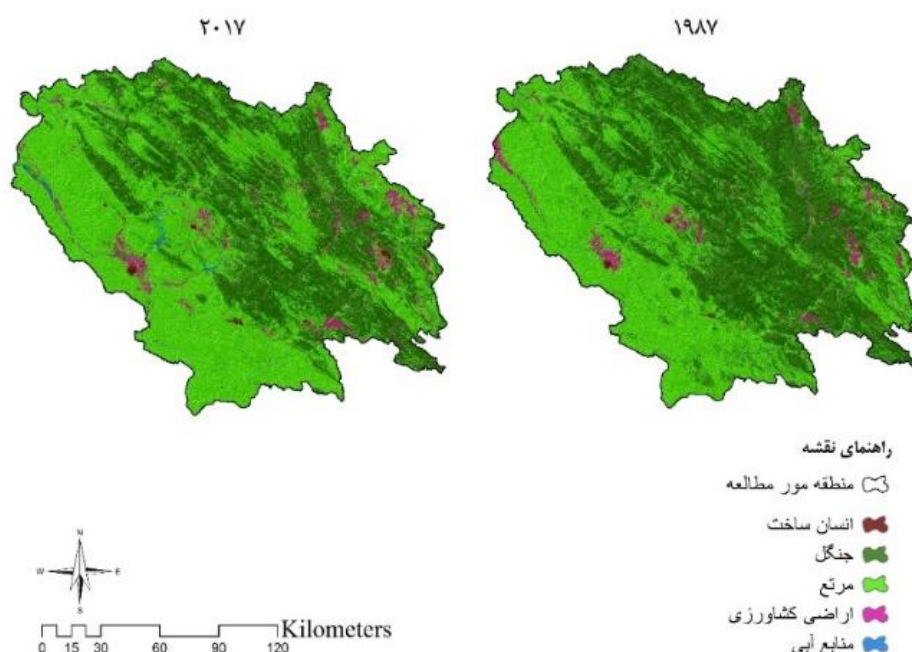 ۱۹۸۷
۲۰۱۷
راهنمای نقشه
منطقه مور مطالعه
انسان ساخت
جنگل
مرتع
اراضی کشاورزی
منابع آبی
N
W E
S
Kilometers
0 15 30 60 90 120